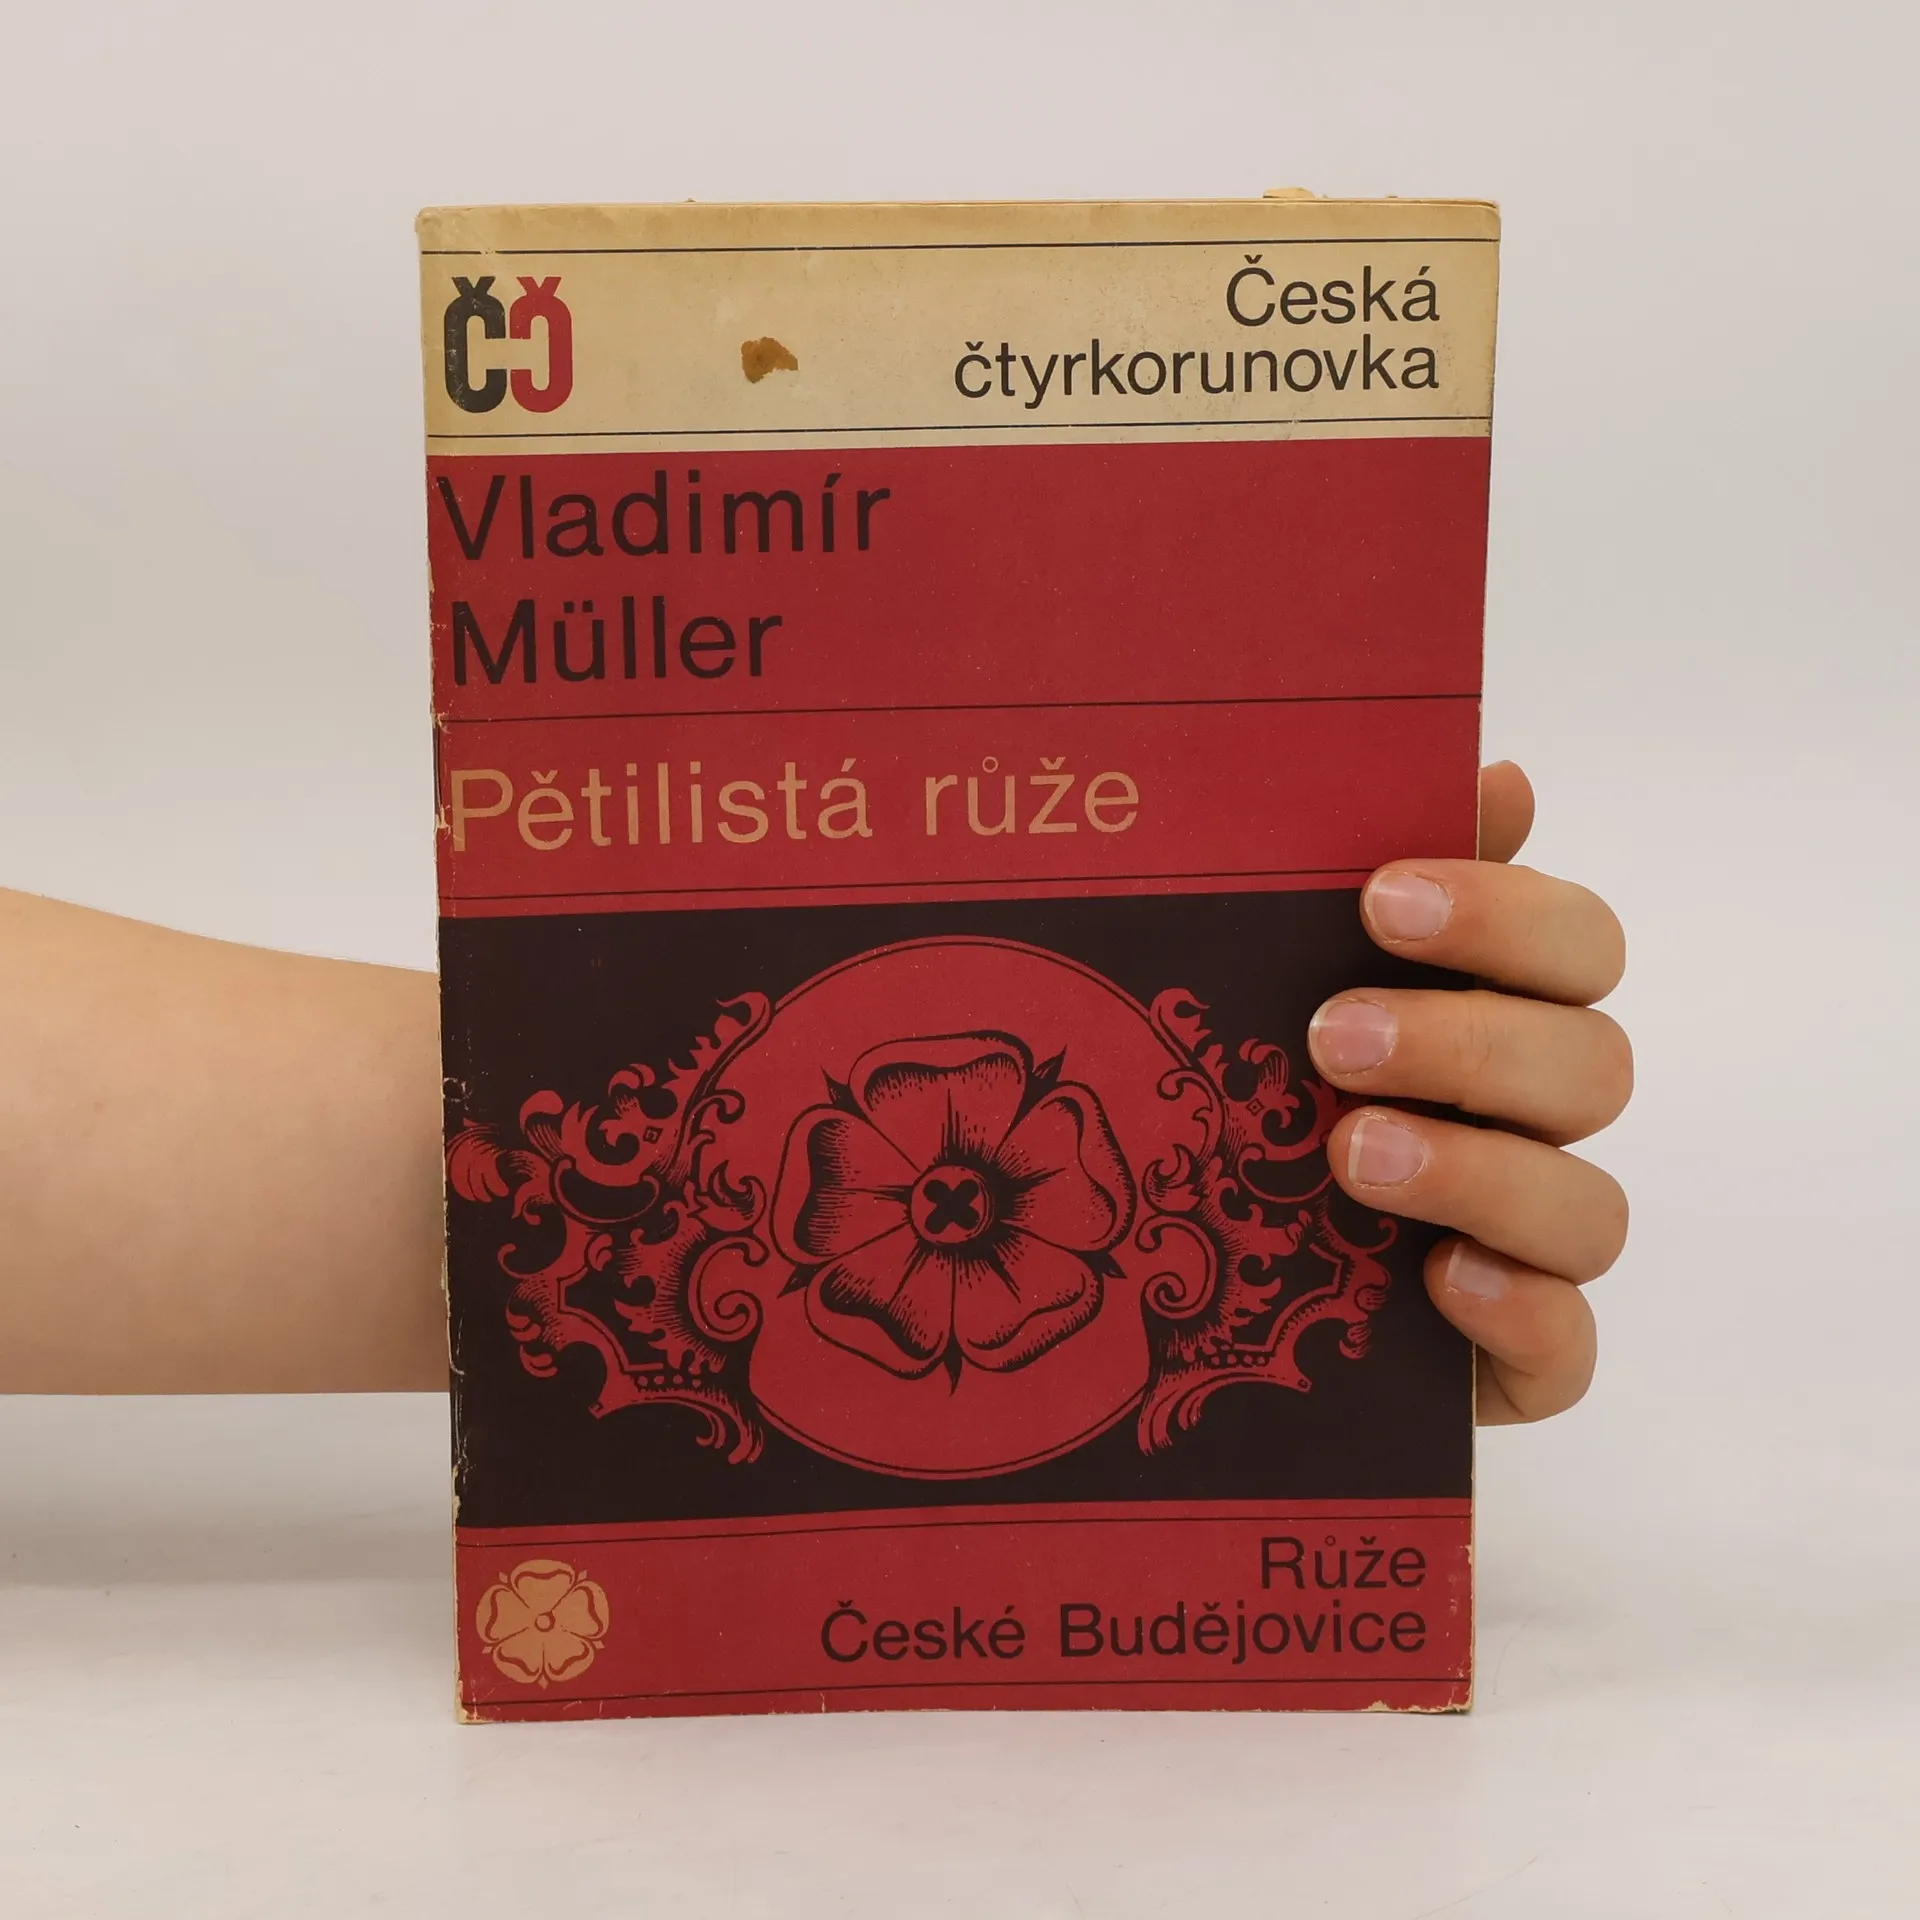 ČČ
Česká
čtyrkorunovka
Vladimír
Müller
Pětilistá růže
Růže
České Budějovice